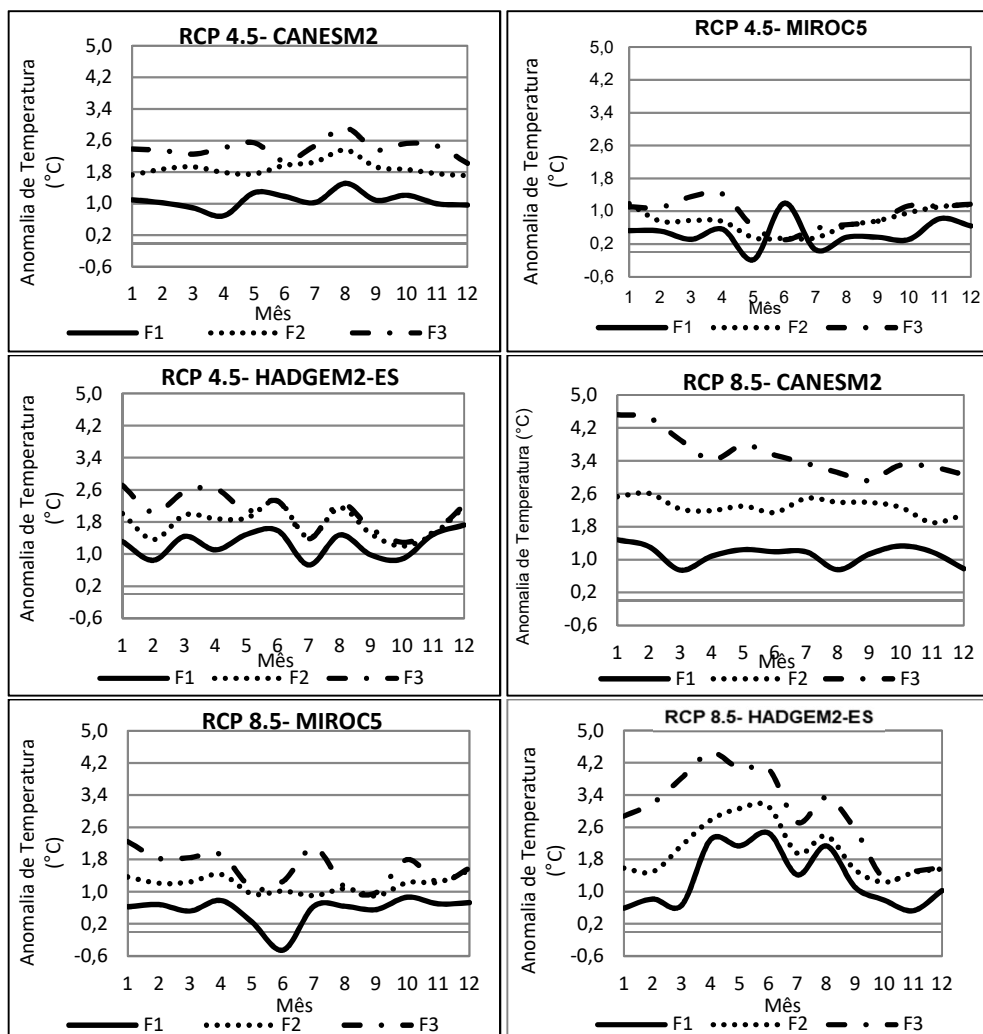 RCP 4.5- CANESM2
Anomalia de Temperatura
(°C)
5,0
4,2
3,4
2,6
1,8
1,0
0,2
-0,6
1 2 3 4 5 6 7 8 9 10 11 12
Mês
F1 F2 F3
RCP 4.5- MIROC5
Anomalia de Temperatura
(°C)
5,0
4,2
3,4
2,6
1,8
1,0
0,2
-0,6
1 2 3 4 5 6 7 8 9 10 11 12
Mês
F1 F2 F3
RCP 4.5- HADGEM2-ES
Anomalia de Temperatura
(°C)
5,0
4,2
3,4
2,6
1,8
1,0
0,2
-0,6
1 2 3 4 5 6 7 8 9 10 11 12
Mês
F1 F2 F3
RCP 8.5- CANESM2
Anomalia de Temperatura (°C)
5,0
4,2
3,4
2,6
1,8
1,0
0,2
-0,6
1 2 3 4 5 6 7 8 9 10 11 12
Mês
F1 F2 F3
RCP 8.5- MIROC5
Anomalia de Temperatura
(°C)
5,0
4,2
3,4
2,6
1,8
1,0
0,2
-0,6
1 2 3 4 5 6 7 8 9 10 11 12
Mês
F1 F2 F3
RCP 8.5- HADGEM2-ES
Anomalia de Temperatura
(°C)
5,0
4,2
3,4
2,6
1,8
1,0
0,2
-0,6
1 2 3 4 5 6 7 8 9 10 11 12
Mês
F1 F2 F3